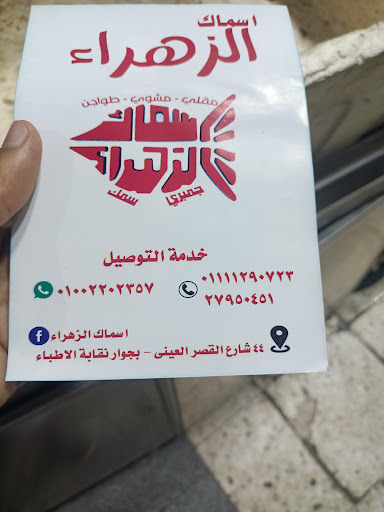 اسماك
الزهراء
مقلي - مشوي - طواجن
اسماك
الزهراء
جمبري سمك
خدمة التوصيل
٠١١١١٢٩٠٧٢٣
٠١٠٠٢٢٠٢٣٥٧
٢٧٩٥٠٤٥١
اسماك الزهراء
٤٤ شارع القصر العينى - بجوار نقابة الاطباء